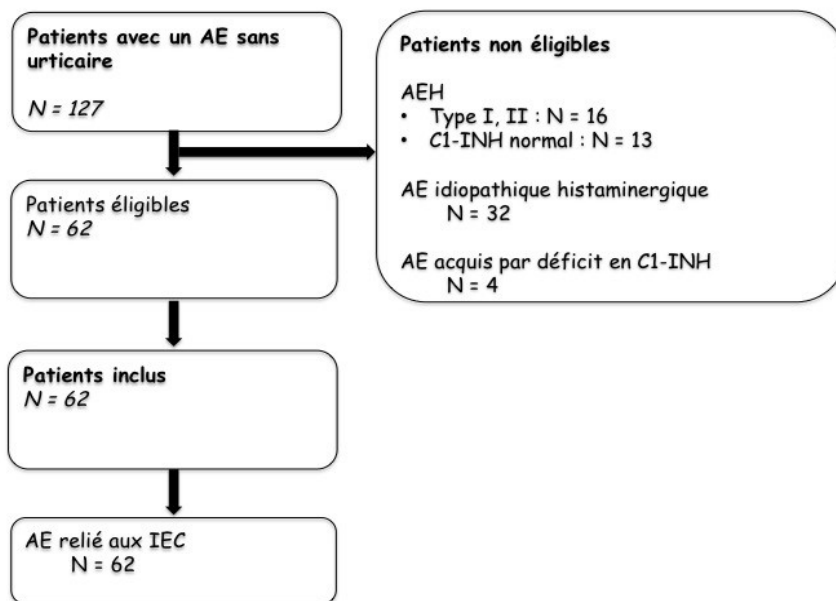 Patients avec un AE sans
urticaire
N = 127
Patients éligibles
N = 62
Patients inclus
N = 62
AE relié aux IEC
N = 62
Patients non éligibles
AEH
• Type I, II : N = 16
• C1-INH normal : N = 13
AE idiopathique histaminergique
N = 32
AE acquis par déficit en C1-INH
N = 4